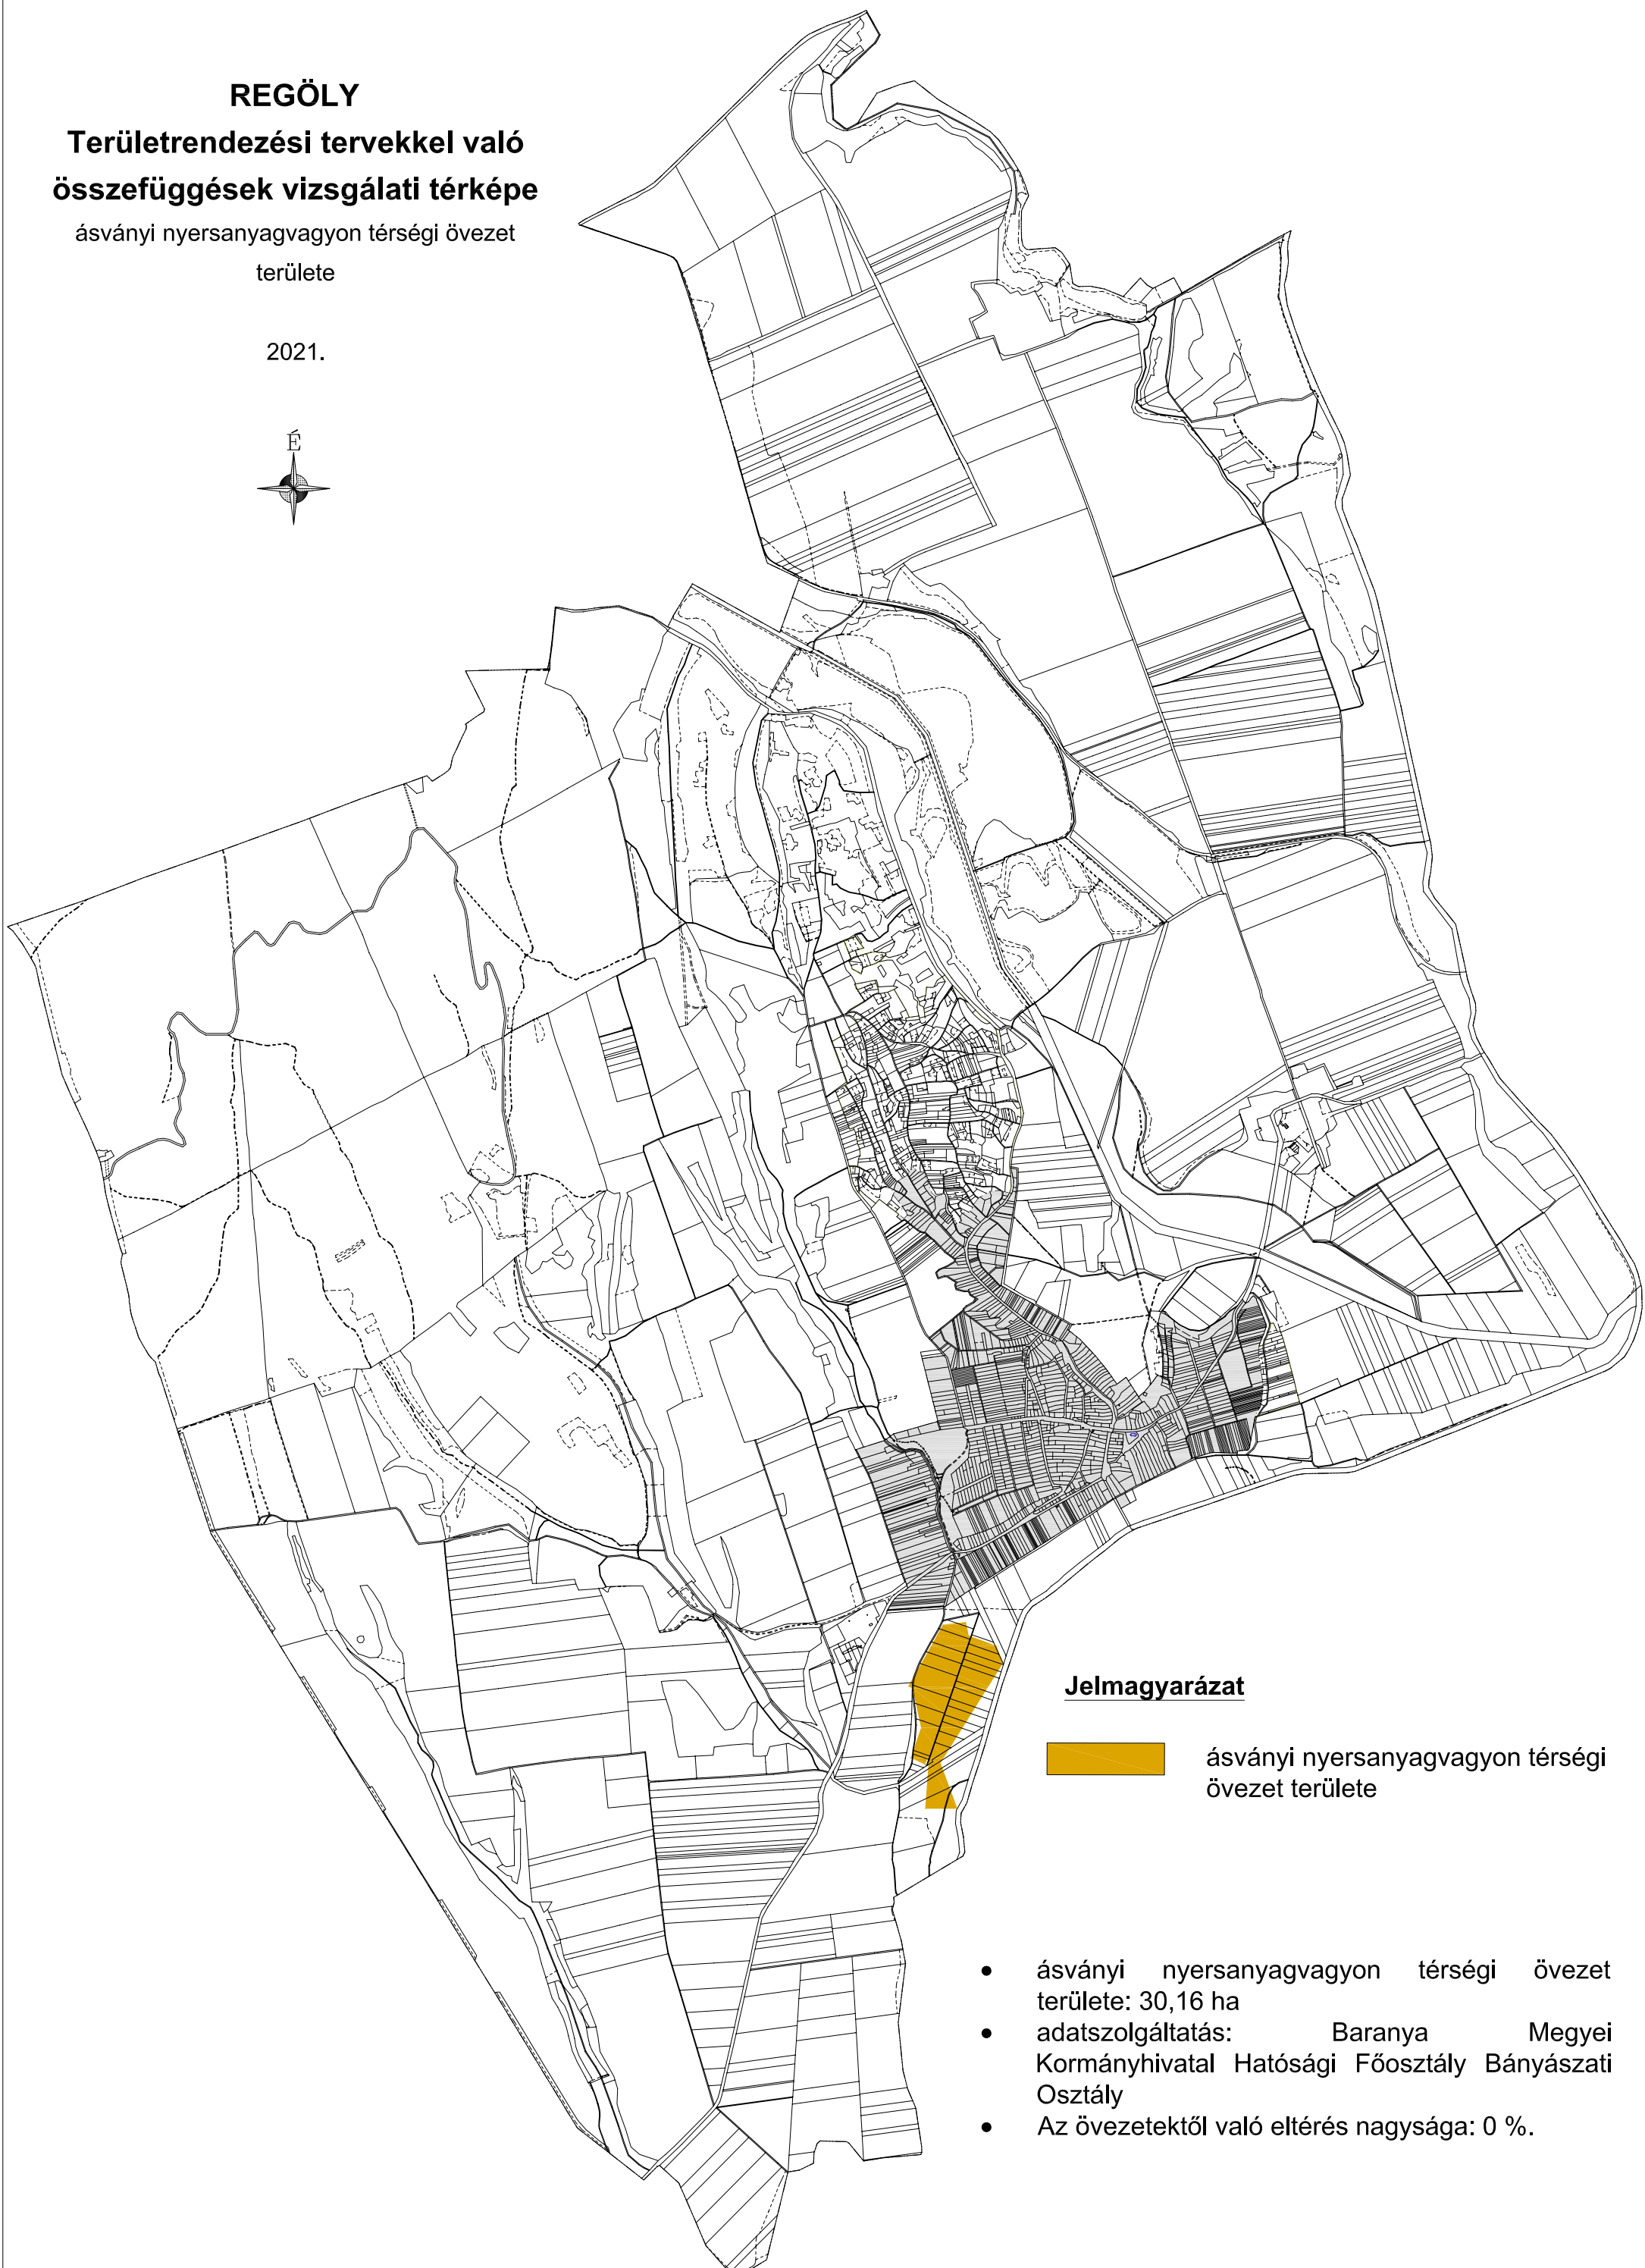 REGÖLY
Területrendezési tervekkel való
összefüggések vizsgálati térképe
ásványi nyersanyagvagyon térségi övezet
területe
2021.
É
Jelmagyarázat
ásványi nyersanyagvagyon térségi
övezet területe
• ásványi nyersanyagvagyon térségi övezet
területe: 30,16 ha
• adatszolgáltatás: Baranya Megyei
Kormányhivatal Hatósági Főosztály Bányászati
Osztály
• Az övezetektől való eltérés nagysága: 0 %.